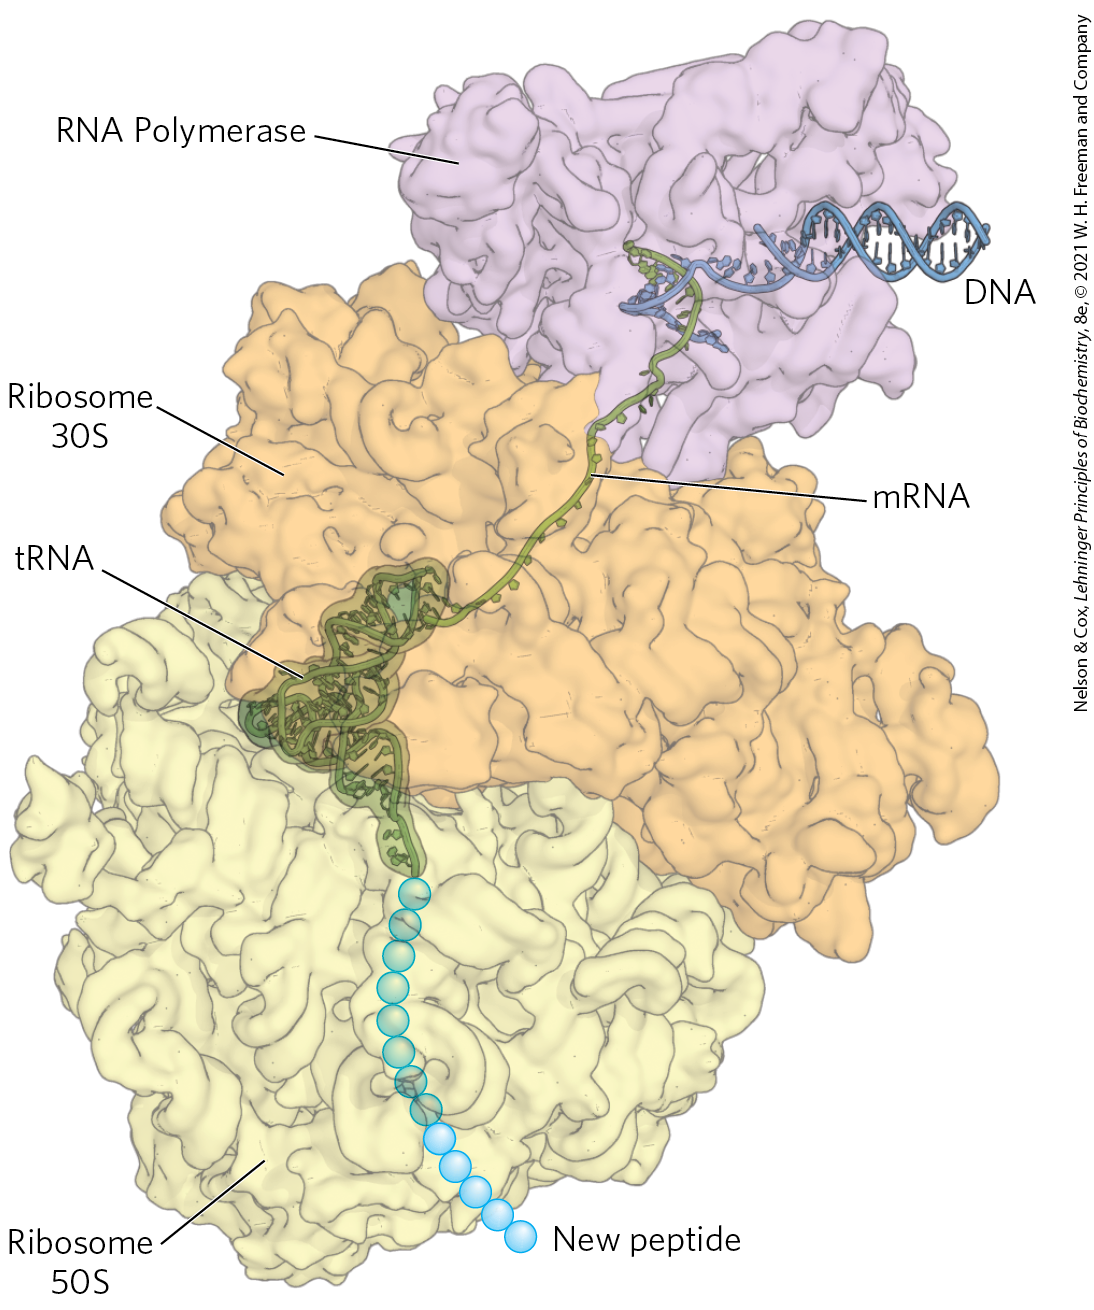 RNA Polymerase
DNA
Ribosome
30S
mRNA
tRNA
New peptide
Ribosome
50S
Nelson & Cox, Lehninger Principles of Biochemistry, 8e, © 2021 W. H. Freeman and Company